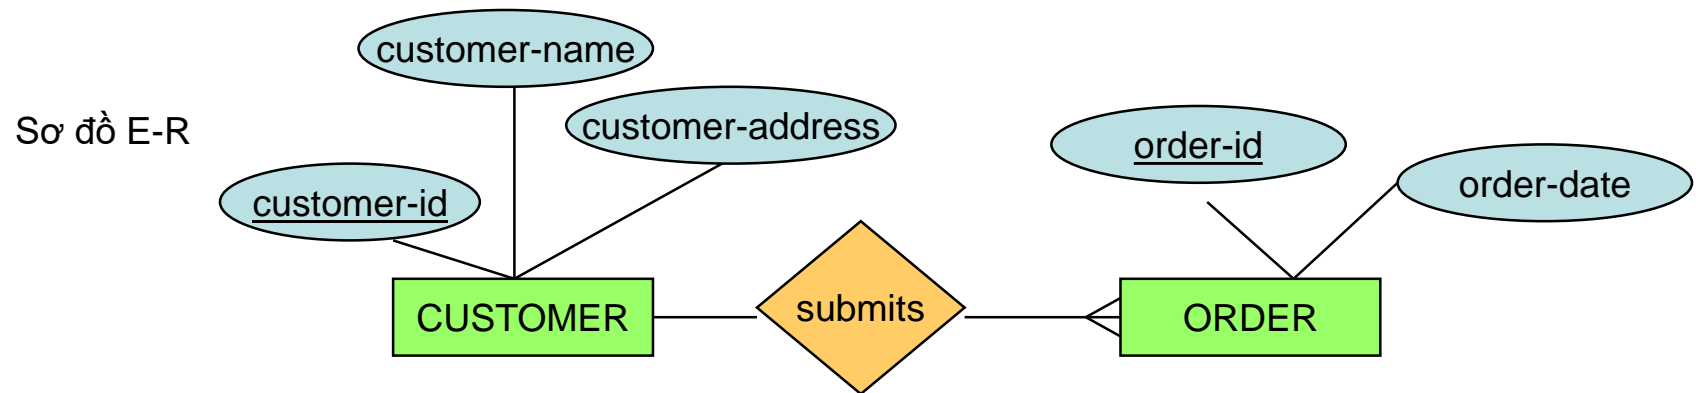 customer-name
customer-address
Sơ đồ E-R
order-id
order-date
customer-id
CUSTOMER
submits
ORDER